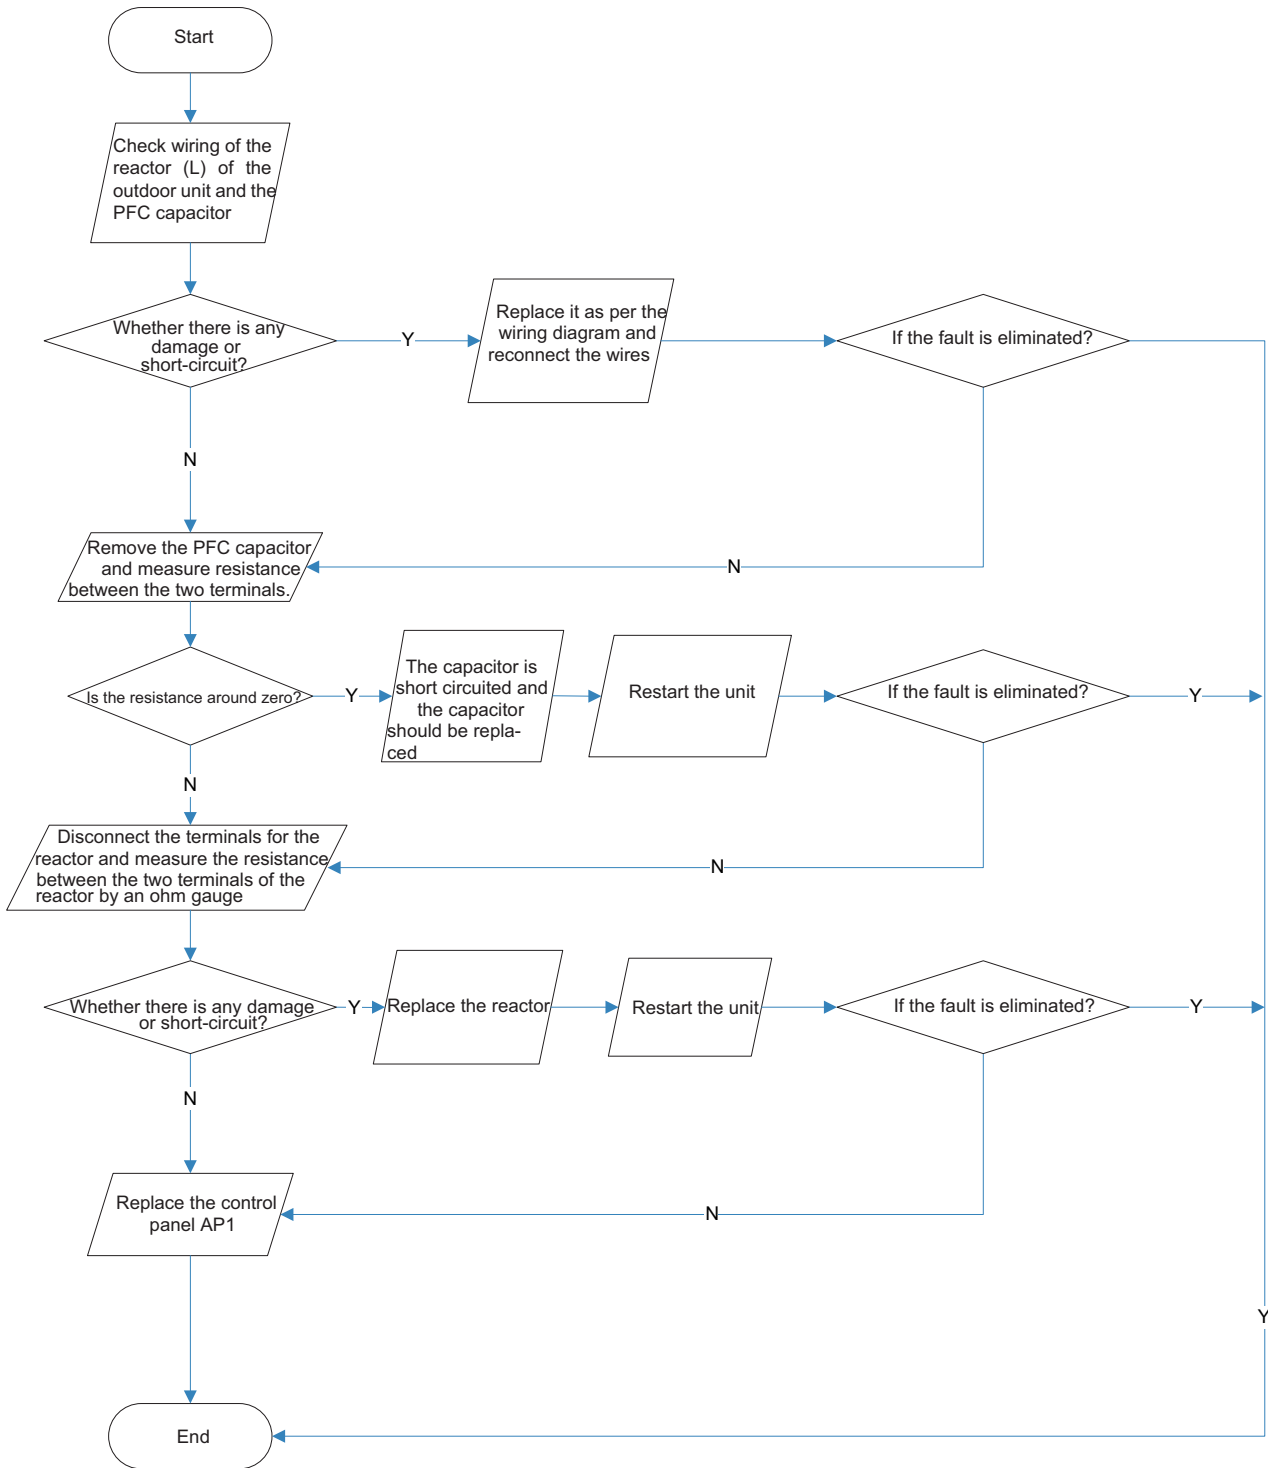 Start
Check wiring of the
reactor (L) of the
outdoor unit and the
PFC capacitor
Whether there is any
damage or
short-circuit?
Y
Replace it as per the
wiring diagram and
reconnect the wires
If the fault is eliminated?
N
Remove the PFC capacitor
and measure resistance
between the two terminals.
N
Is the resistance around zero?
Y
The capacitor is
short circuited and
the capacitor
should be repla-
ced
Restart the unit
If the fault is eliminated?
Y
N
Disconnect the terminals for the
reactor and measure the resistance
between the two terminals of the
reactor by an ohm gauge
N
Whether there is any damage
or short-circuit?
Y
Replace the reactor
Restart the unit
If the fault is eliminated?
Y
N
Replace the control
panel AP1
N
Y
End